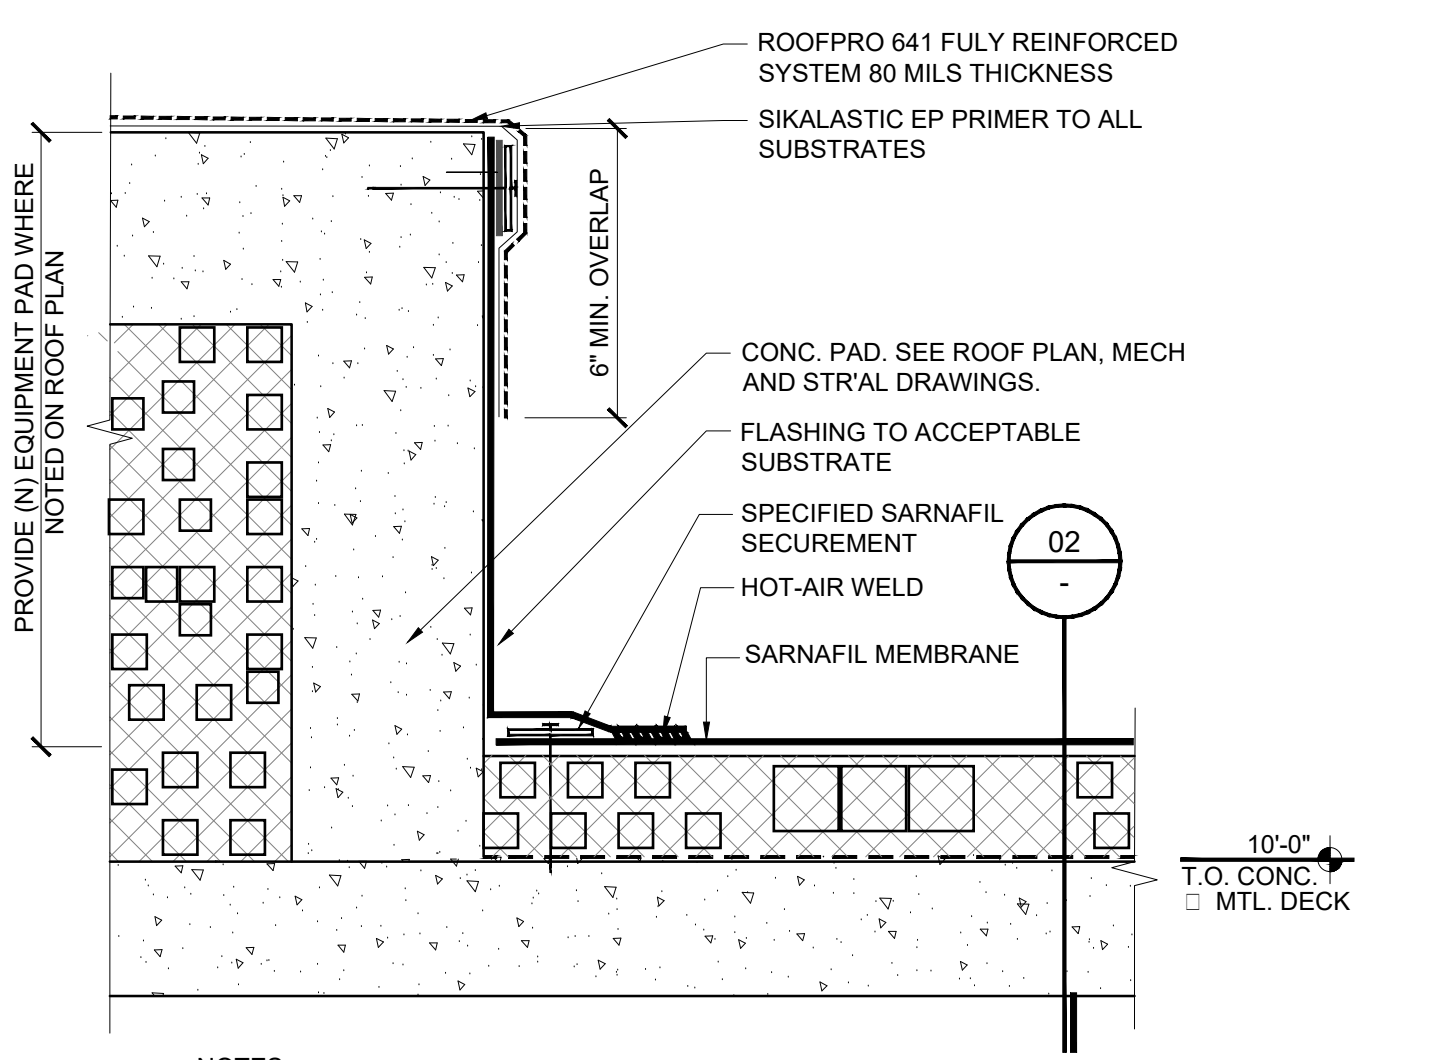 ROOFPRO 641 FULY REINFORCED
SYSTEM 80 MILS THICKNESS
SIKALASTIC EP PRIMER TO ALL
SUBSTRATES
PROVIDE (N) EQUIPMENT PAD WHERE
NOTED ON ROOF PLAN
6" MIN. OVERLAP
CONC. PAD. SEE ROOF PLAN, MECH
AND STR'AL DRAWINGS.
FLASHING TO ACCEPTABLE
SUBSTRATE
SPECIFIED SARNAFIL
SECUREMENT
02
-
HOT-AIR WELD
SARNAFIL MEMBRANE
10'-0"
T.O. CONC.
□ MTL. DECK
NOTES